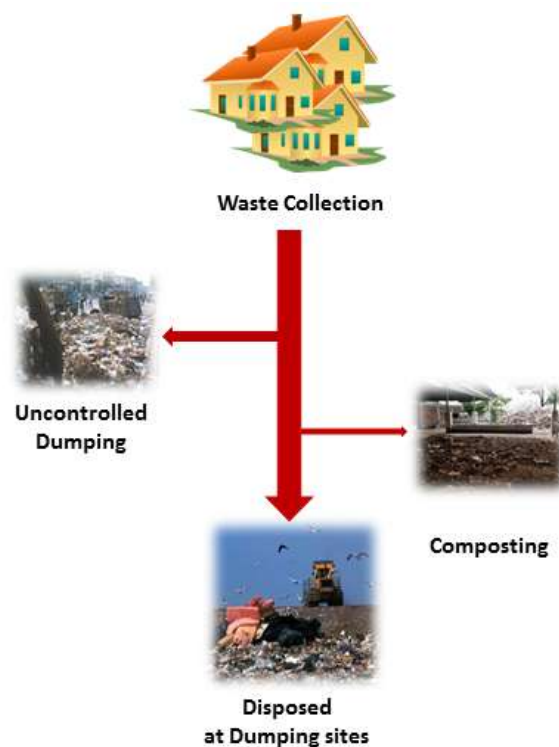 Waste Collection
Uncontrolled
Dumping
Composting
Disposed
at Dumping sites